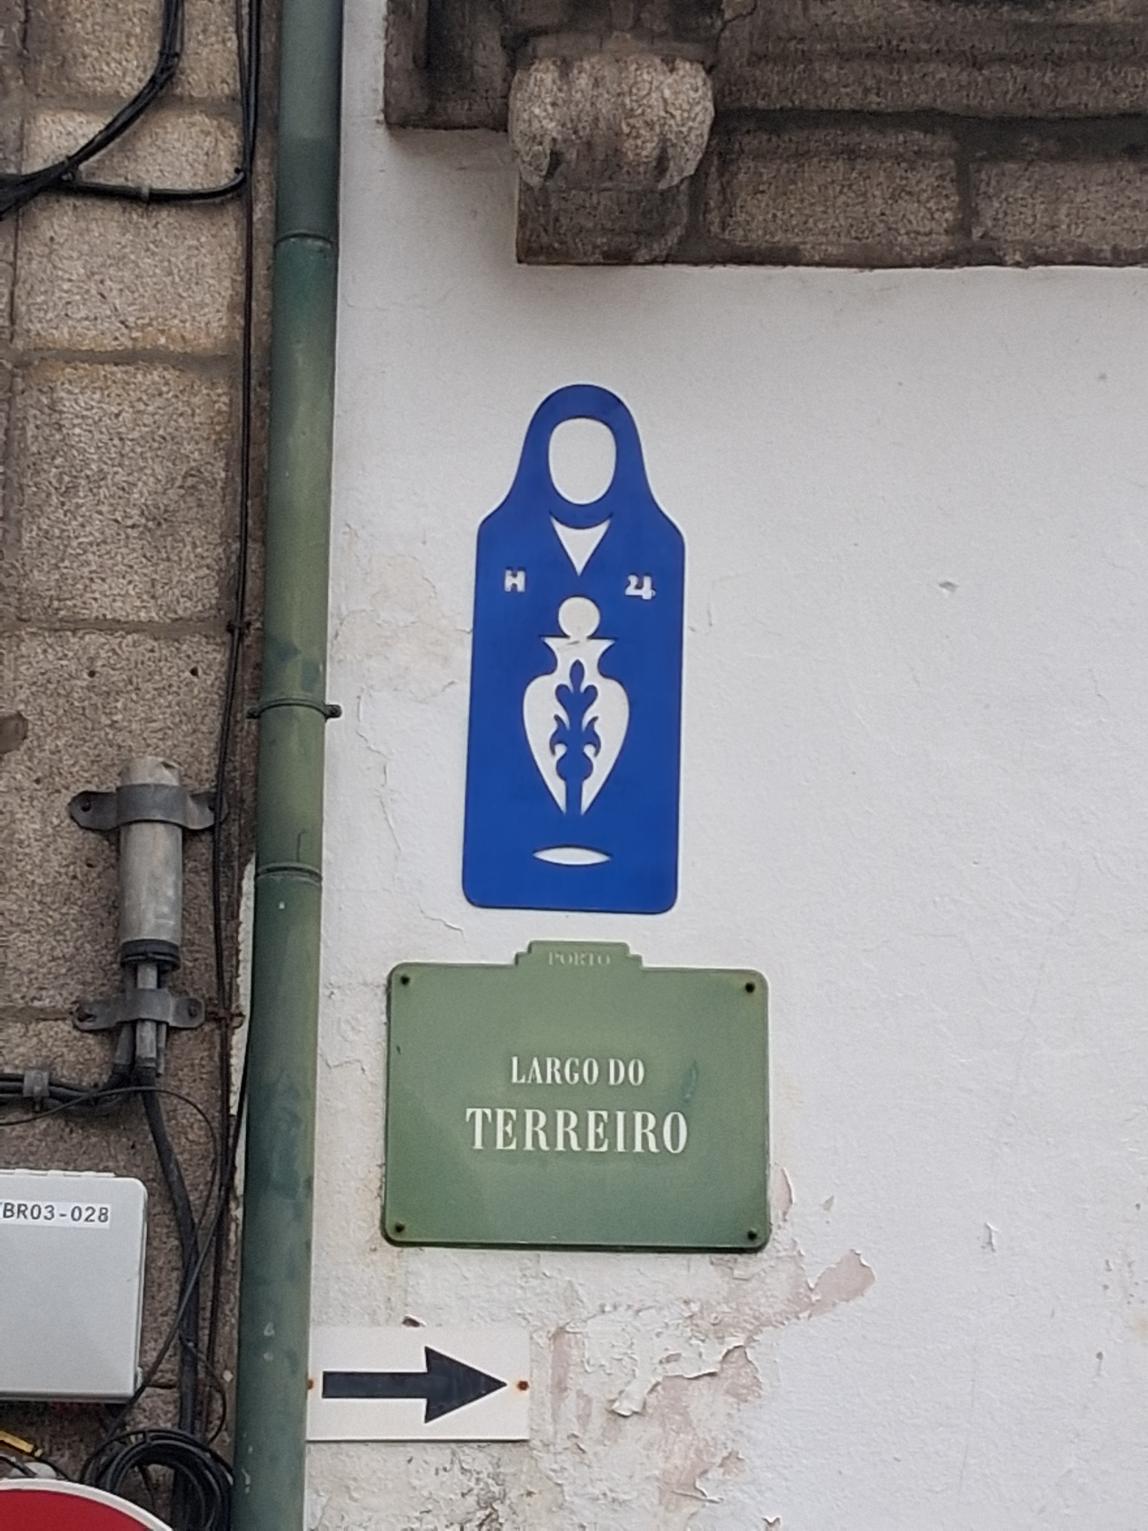 H 4
PORTO
LARGO DO
TERREIRO
BR03-028